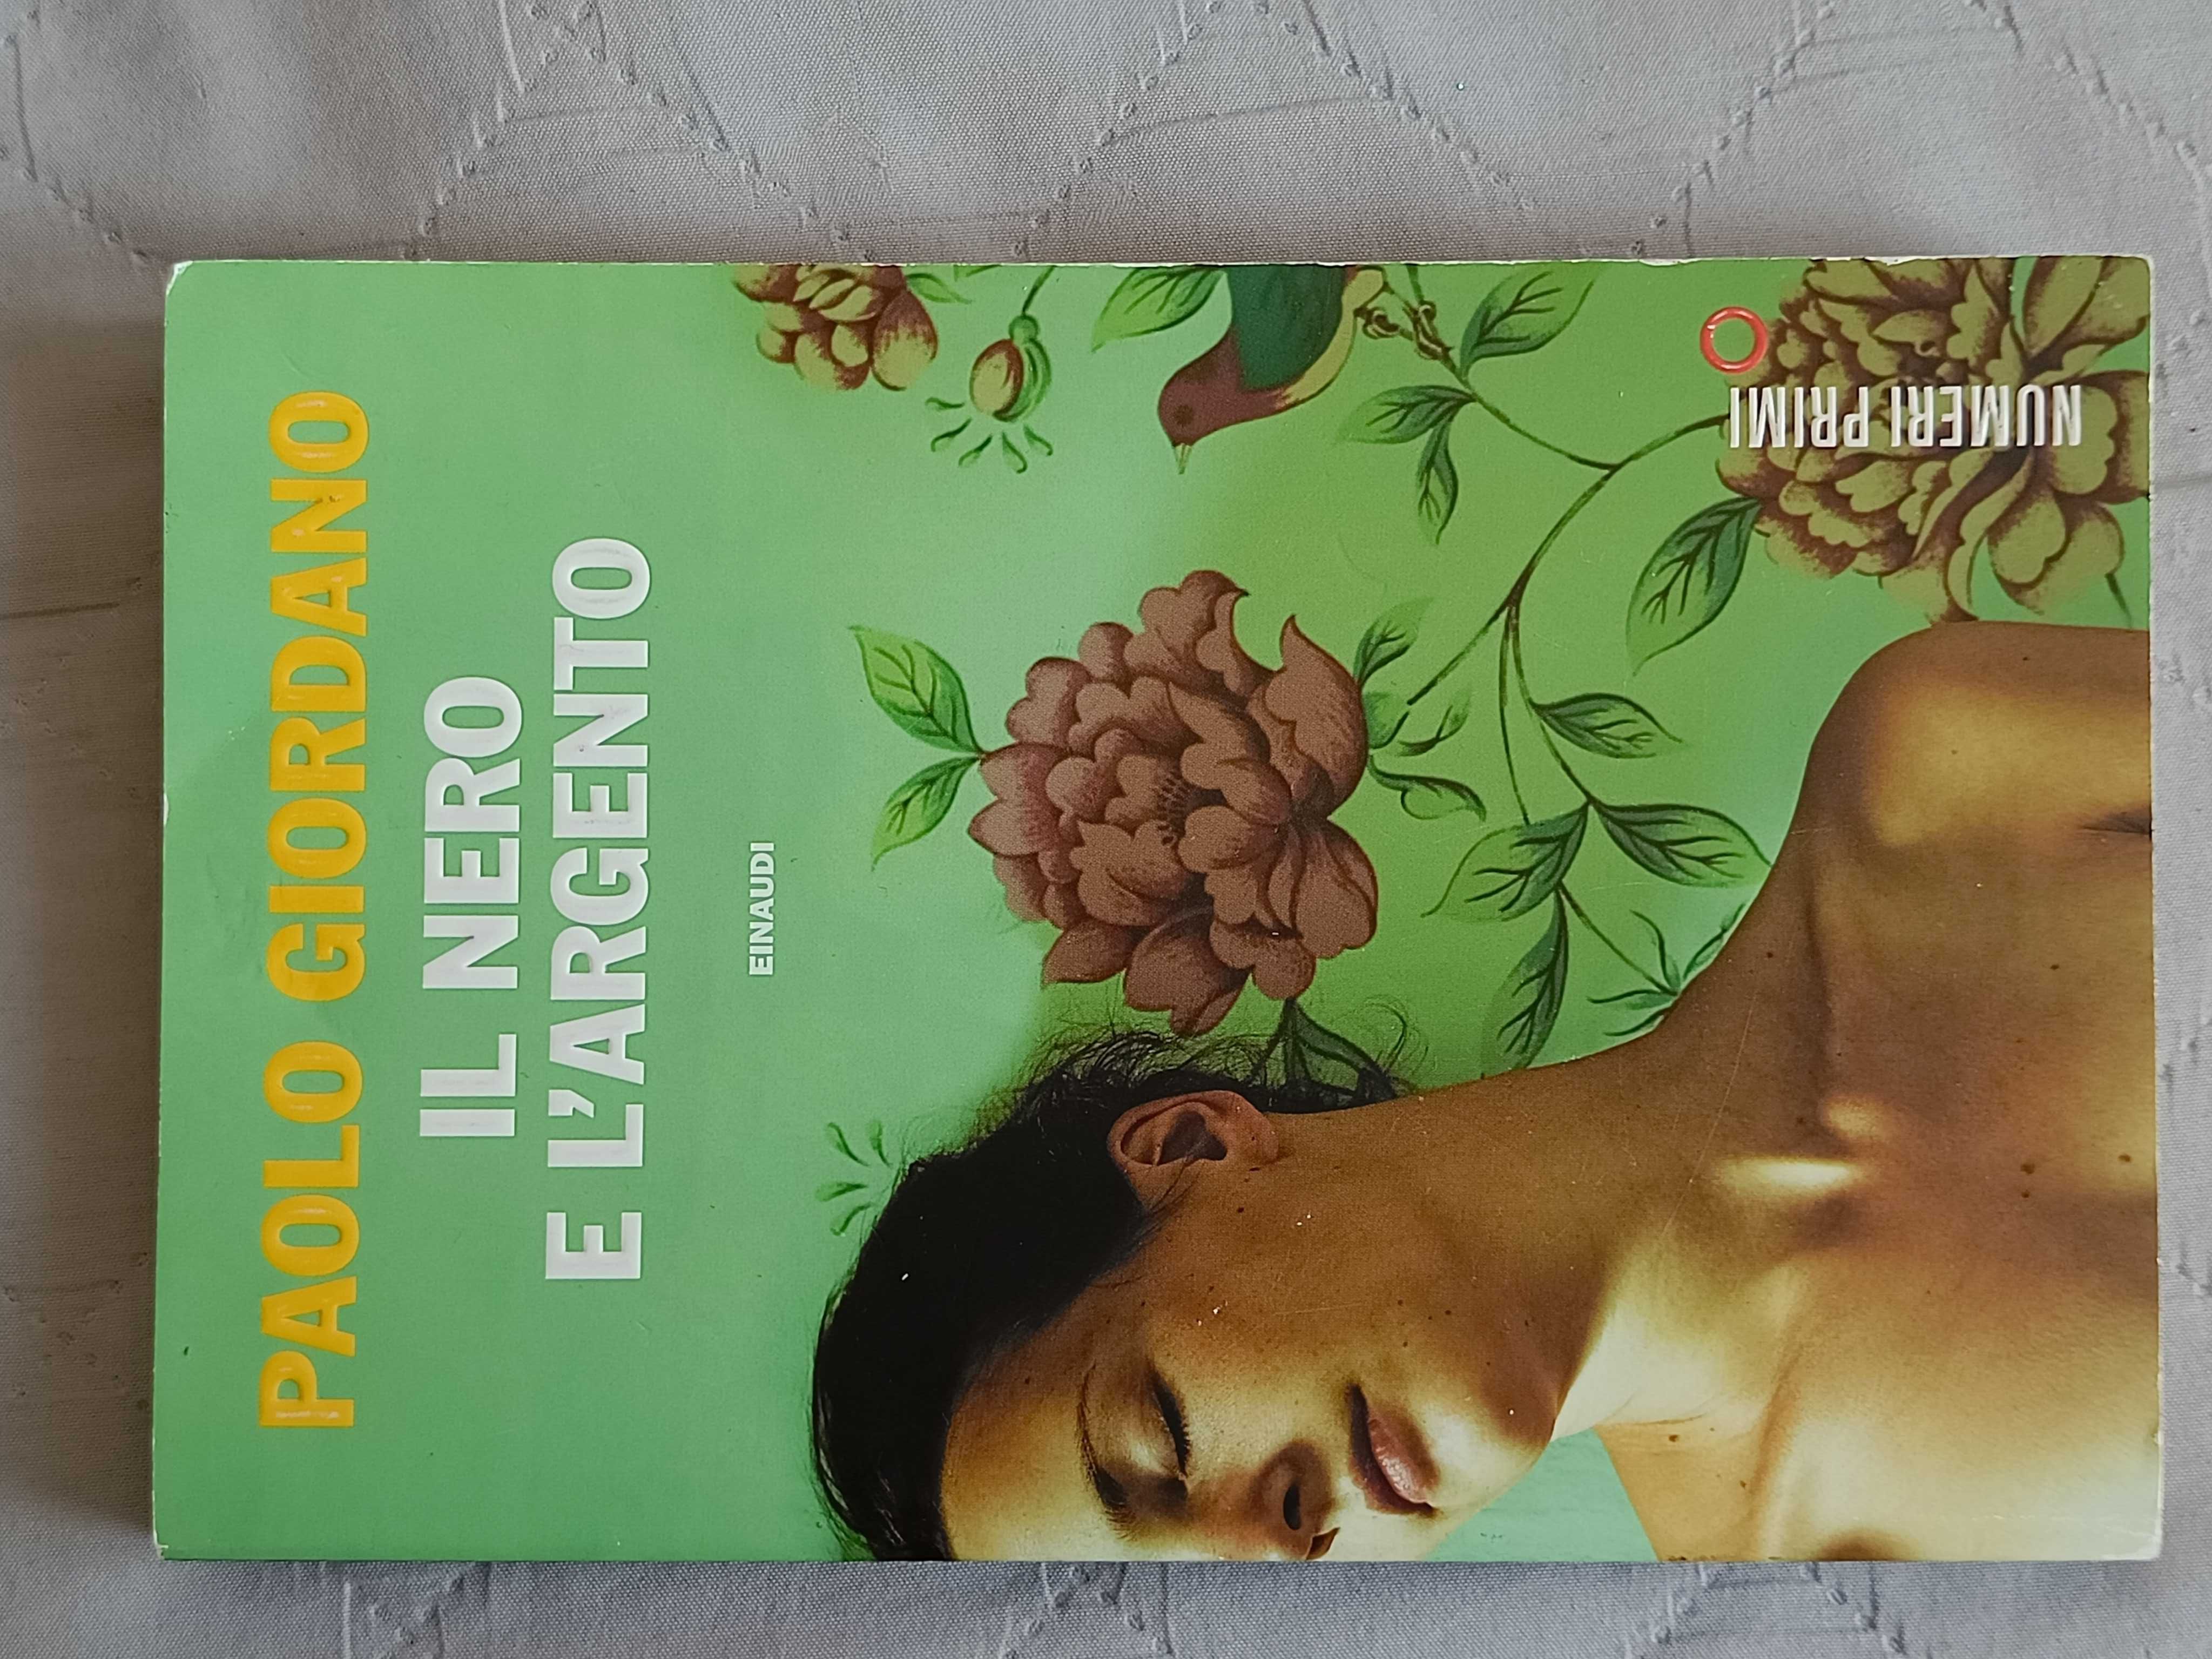 PAOLO GIORDANO
IL NERO
E L'ARGENTO
EINAUDI
NUMERI PRIMI